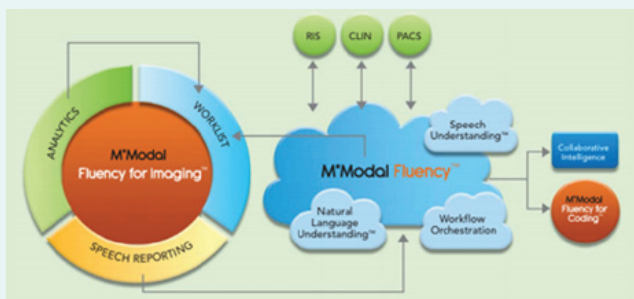 RIS
CLIN
PACS
ANALYTICS
WORKLIST
SPEECH REPORTING
M*Modal
Fluency for Imaging™
M*Modal Fluency™
Speech
Understanding™
Natural
Language
Understanding™
Workflow
Orchestration
Collaborative
Intelligence
M*Modal
Fluency for
Coding™